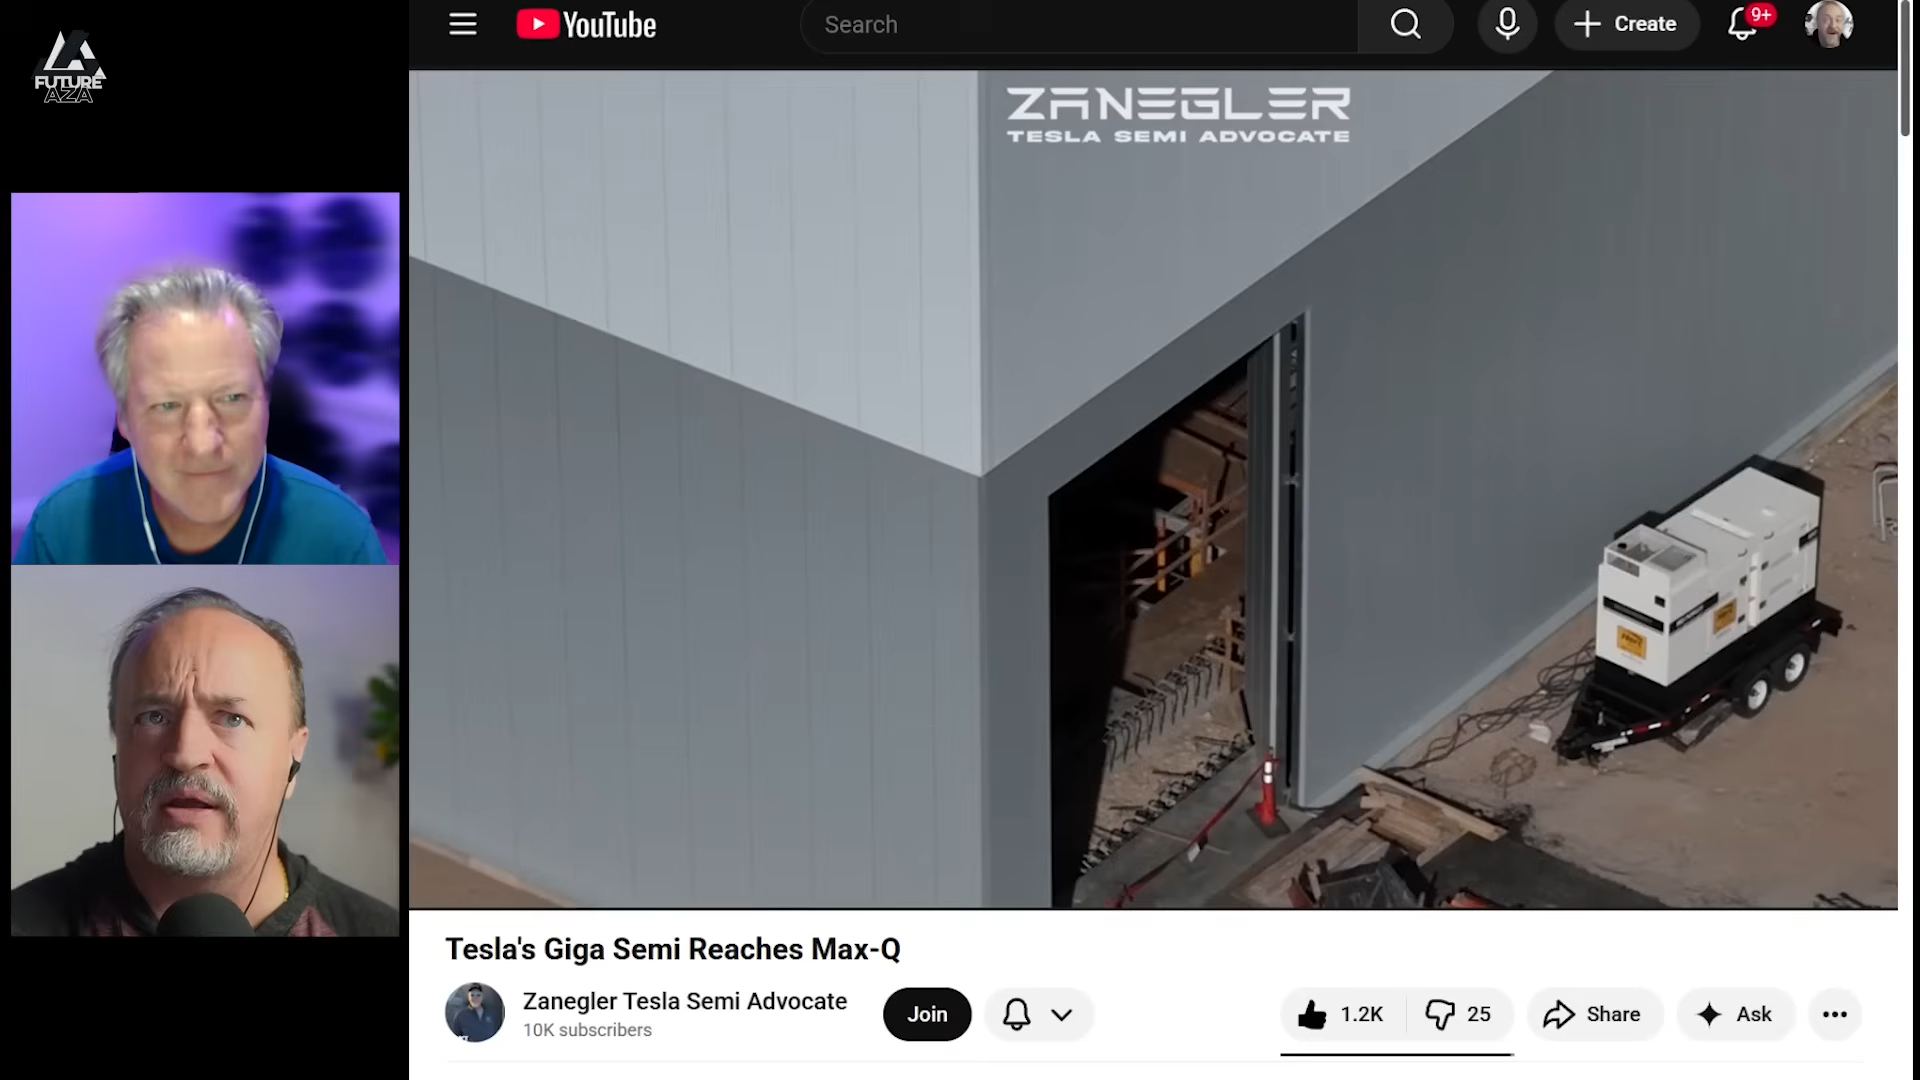 FUTURE
AZA
YouTube
Search
Create
9+
ZANEGLER
TESLA SEMI ADVOCATE
Tesla's Giga Semi Reaches Max-Q
Zanegler Tesla Semi Advocate
10K subscribers
Join
1.2K
25
Share
Ask